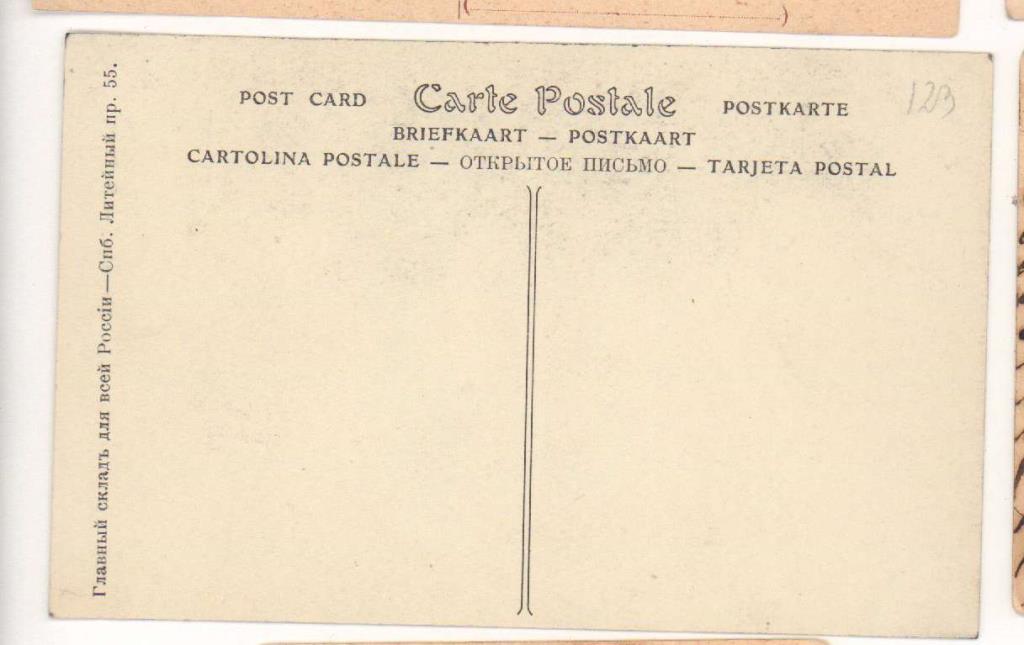 POST CARD Carte Postale POSTKARTE
BRIEFKAART — POSTKAART
CARTOLINA POSTALE — ОТКРЫТОЕ ПИСЬМО — TARJETA POSTAL
Главный складъ для всей Россіи—Спб. Литейный пр. 55.
123